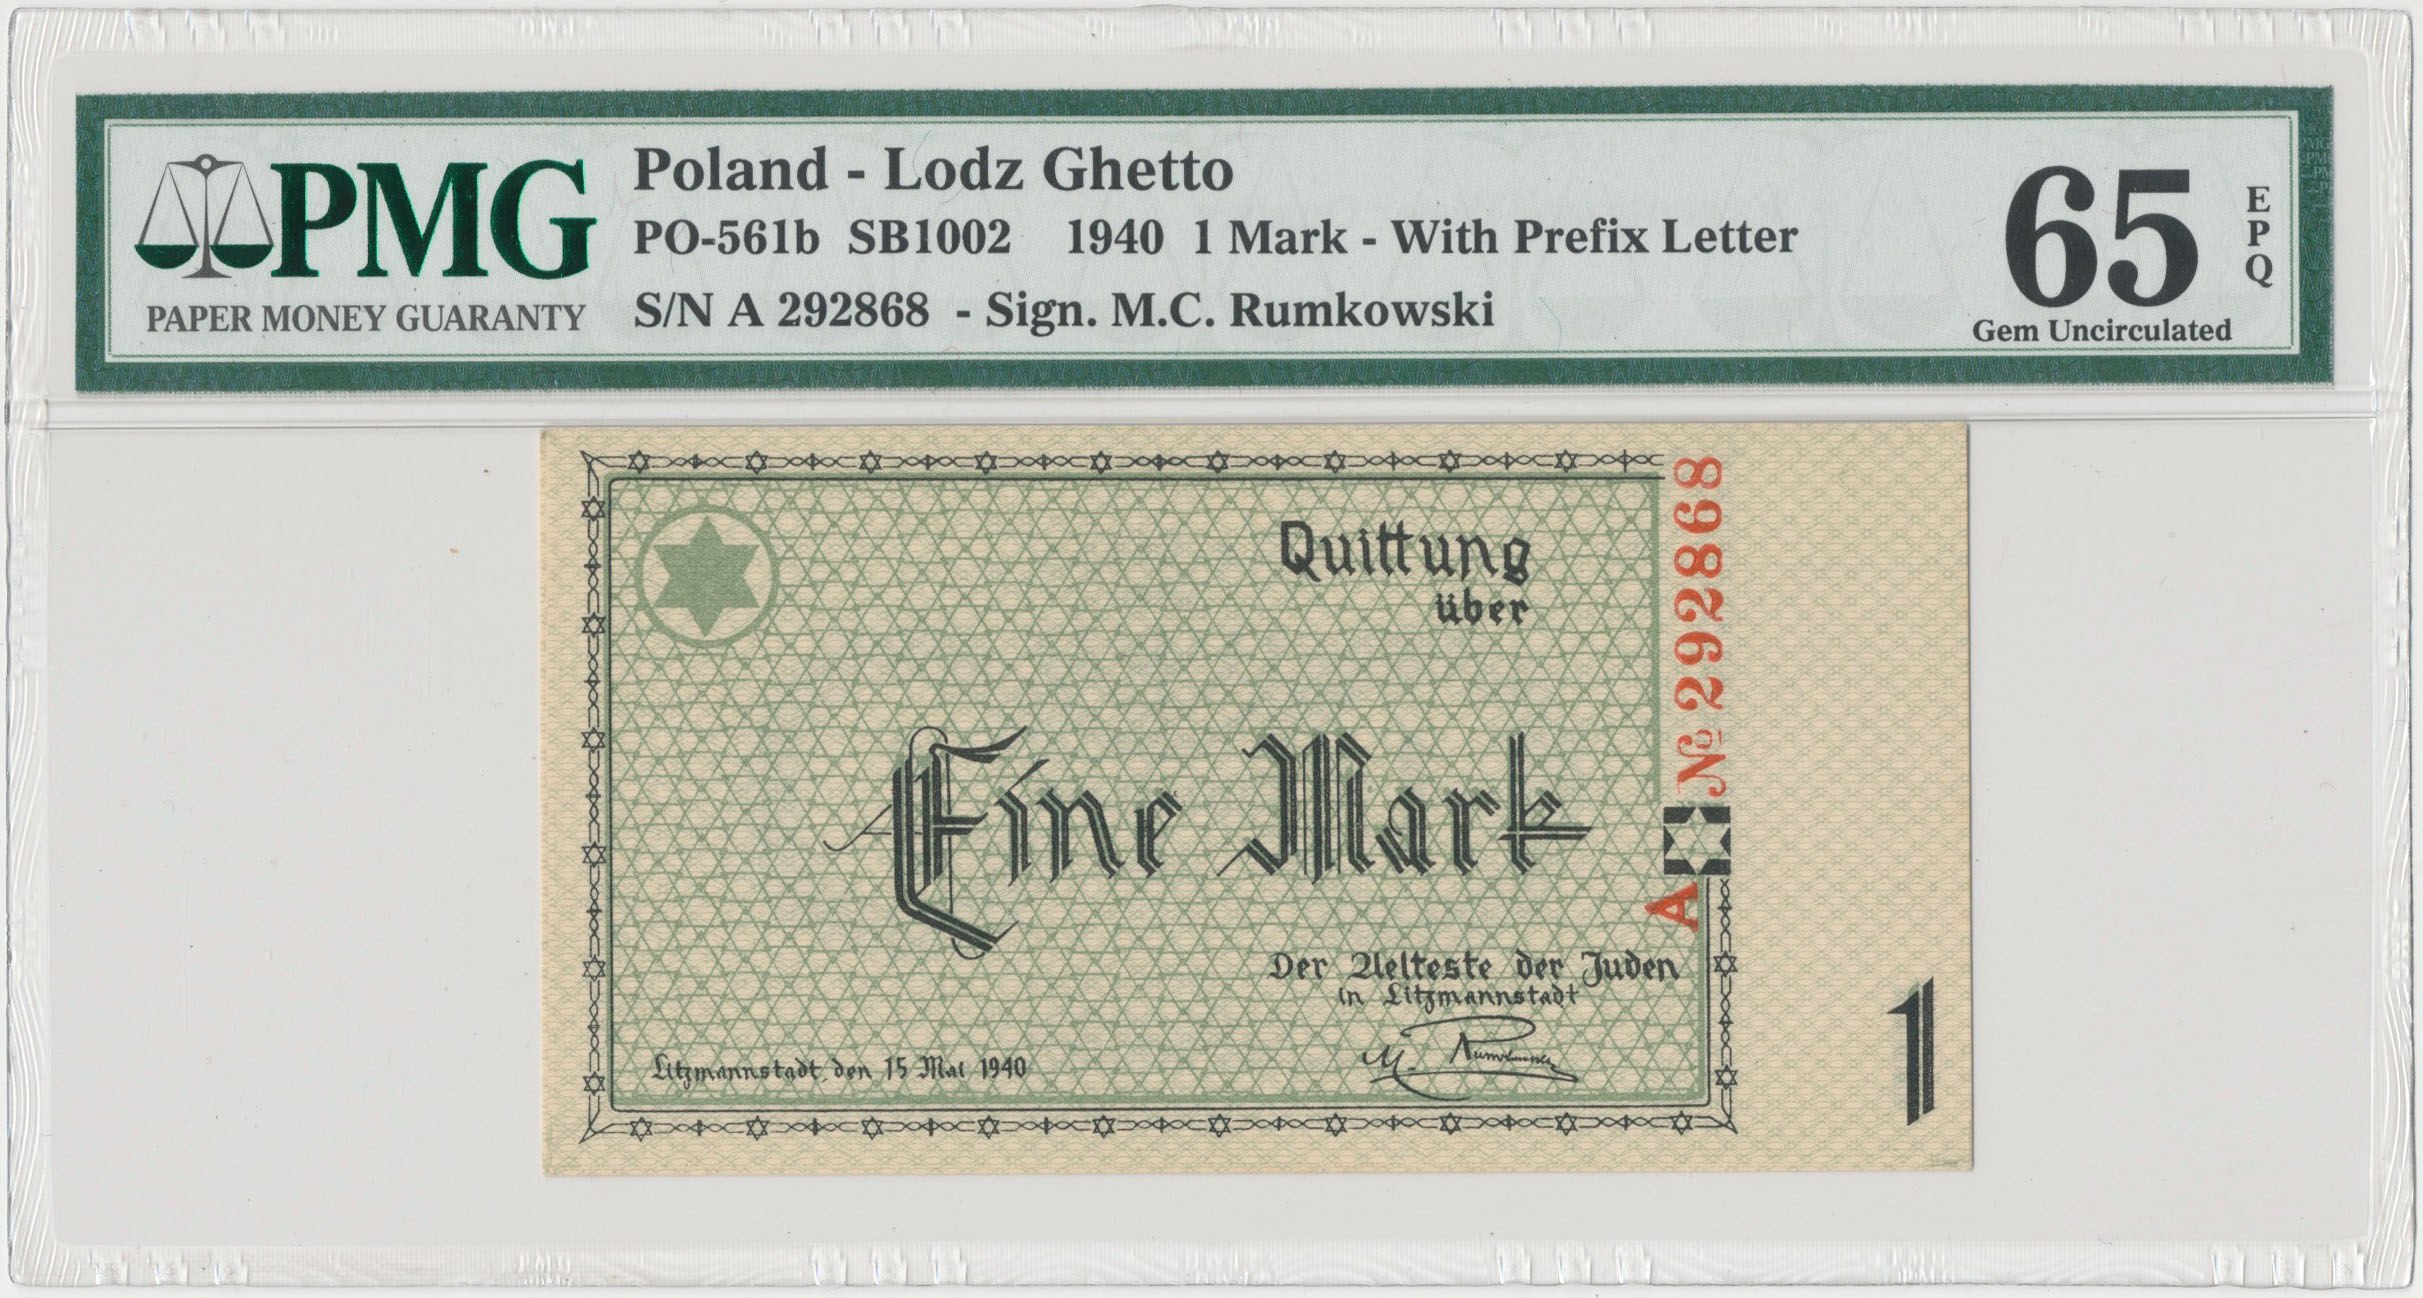 PMG
PAPER MONEY GUARANTY
Poland - Lodz Ghetto
PO-561b SB1002 1940 1 Mark - With Prefix Letter
S/N A 292868 - Sign. M.C. Rumkowski
65
EPQ
Gem Uncirculated
Quittung
über
Eine Mark
№ 292868
A
Der Aelteste der Juden
in Litzmannstadt
M. Rumkowski
Litzmannstadt, den 15 Mai 1940
1